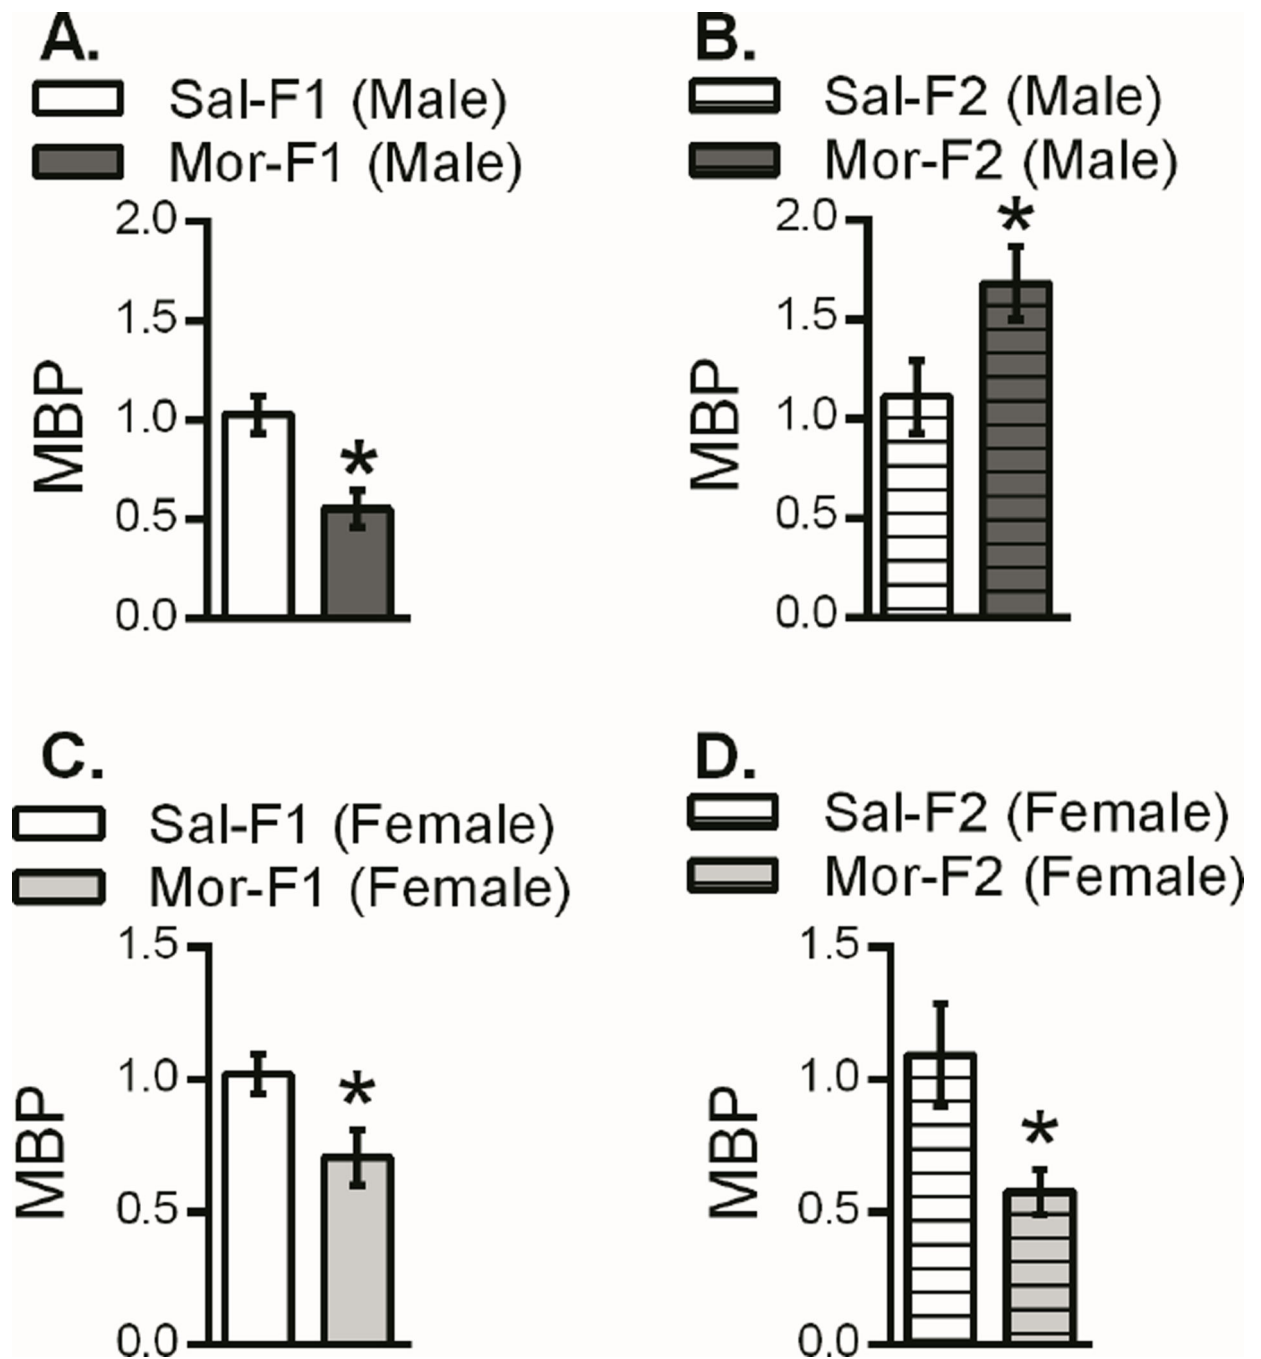 A.
Sal-F1 (Male)
Mor-F1 (Male)
2.0
1.5
1.0
0.5
0.0
MBP
*
B.
Sal-F2 (Male)
Mor-F2 (Male)
2.0
1.5
1.0
0.5
0.0
MBP
*
C.
Sal-F1 (Female)
Mor-F1 (Female)
1.5
1.0
0.5
0.0
MBP
*
D.
Sal-F2 (Female)
Mor-F2 (Female)
1.5
1.0
0.5
0.0
MBP
*